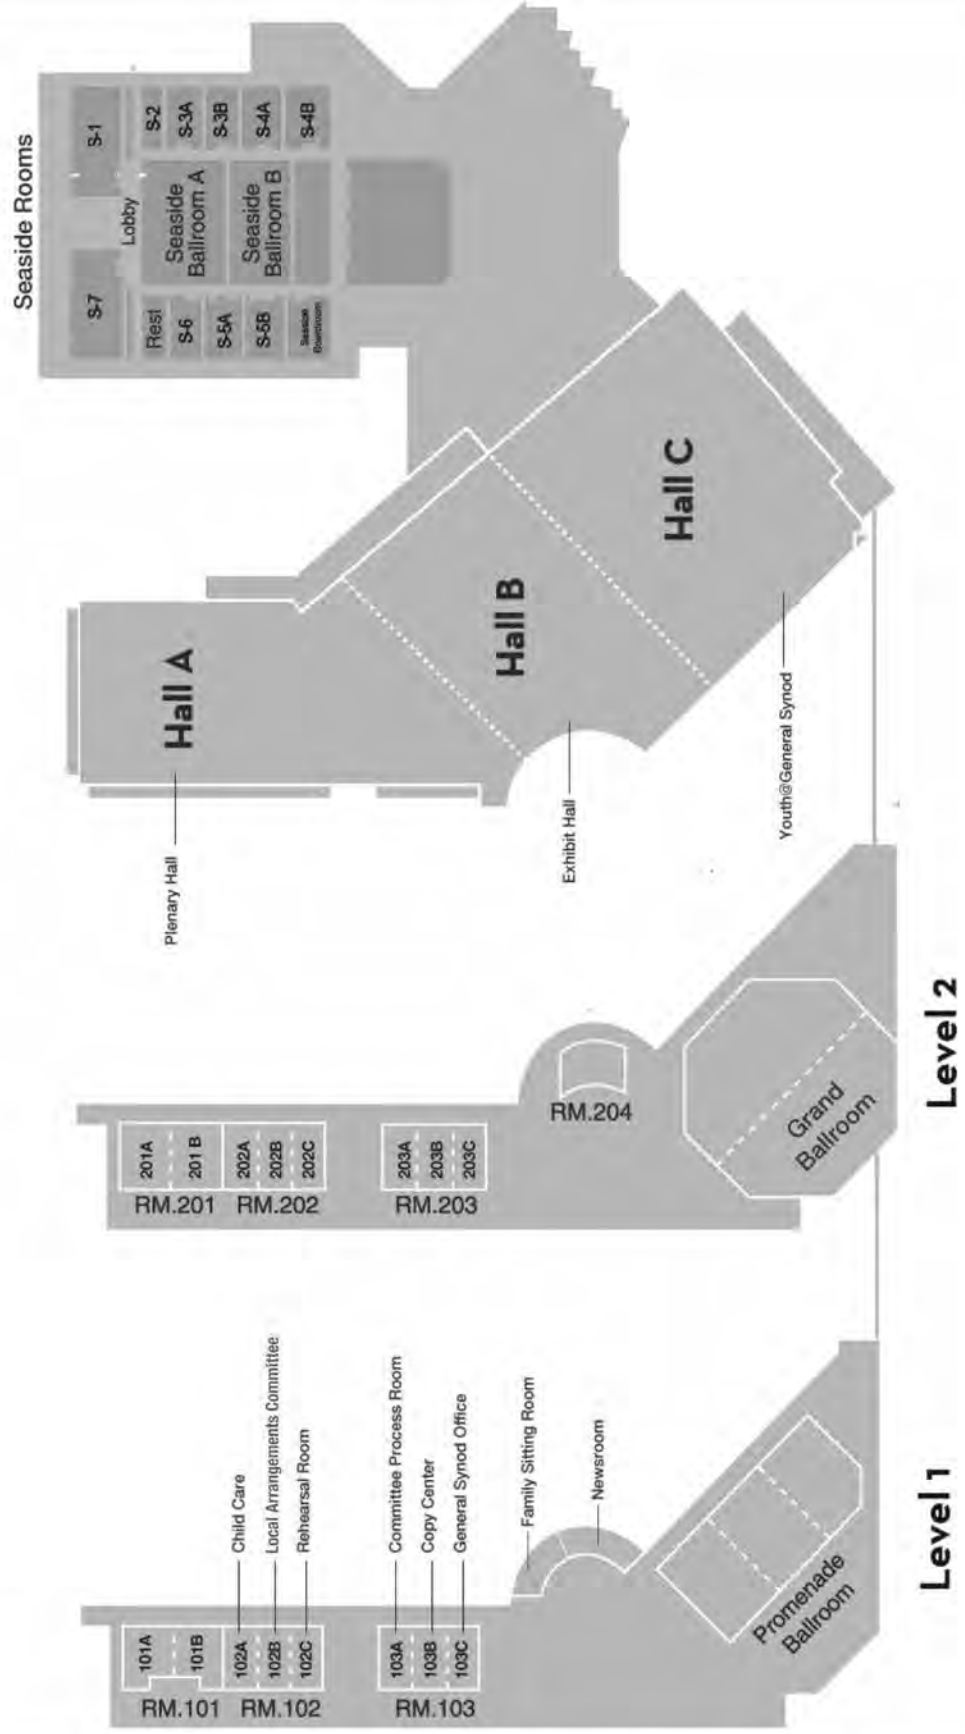 Seaside Rooms
S-7
S-1
Lobby
Rest
S-6
S-5A
S-5B
Seaside
Boardroom
Seaside
Ballroom A
Seaside
Ballroom B
S-2
S-3A
S-3B
S-4A
S-4B
Hall A
Hall B
Hall C
Plenary Hall
Exhibit Hall
Youth@General Synod
201A
201 B
202A
202B
202C
203A
203B
203C
RM.201
RM.202
RM.203
RM.204
Grand
Ballroom
Level 2
101A
101B
102A
102B
102C
103A
103B
103C
RM.101
RM.102
RM.103
Child Care
Local Arrangements Committee
Rehearsal Room
Committee Process Room
Copy Center
General Synod Office
Family Sitting Room
Newsroom
Promenade
Ballroom
Level 1